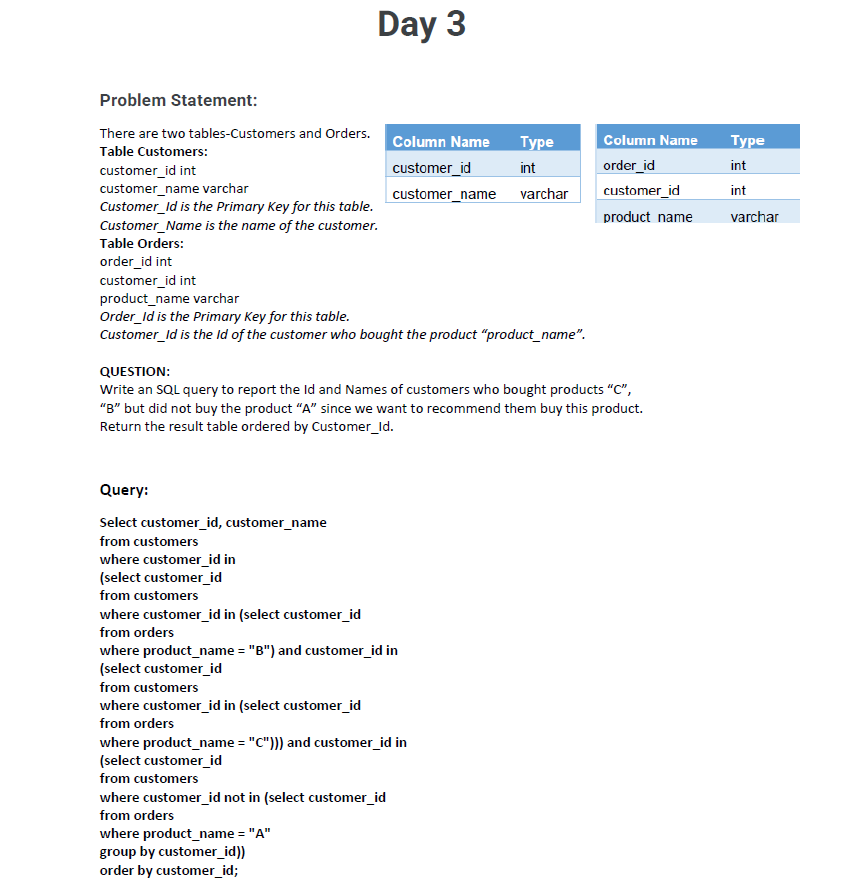 Day 3
Problem Statement:
There are two tables-Customers and Orders.
Table Customers:
customer_id int
customer_name varchar
Customer_Id is the Primary Key for this table.
Customer_Name is the name of the customer.
Table Orders:
order_id int
customer_id int
product_name varchar
Order_Id is the Primary Key for this table.
Customer_Id is the Id of the customer who bought the product “product_name”.
Column Name Type
customer_id int
customer_name varchar
Column Name Type
order_id int
customer_id int
product_name varchar
QUESTION:
Write an SQL query to report the Id and Names of customers who bought products “C”,
“B” but did not buy the product “A” since we want to recommend them buy this product.
Return the result table ordered by Customer_Id.
Query:
Select customer_id, customer_name
from customers
where customer_id in
(select customer_id
from customers
where customer_id in (select customer_id
from orders
where product_name = "B") and customer_id in
(select customer_id
from customers
where customer_id in (select customer_id
from orders
where product_name = "C"))) and customer_id in
(select customer_id
from customers
where customer_id not in (select customer_id
from orders
where product_name = "A"
group by customer_id))
order by customer_id;